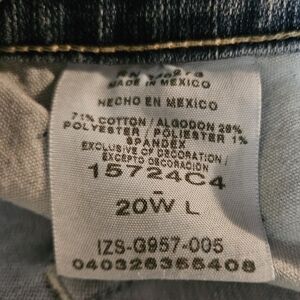 RN
MADE IN MEXICO
HECHO EN MEXICO
71% COTTON / ALGODON 28%
POLYESTER POLIESTER 1%
SPANDEX
EXCLUSIVE OF DECORATION /
EXCEPTO DECORACION
15724C4
-
20W L
IZS-G957-005
040326355408